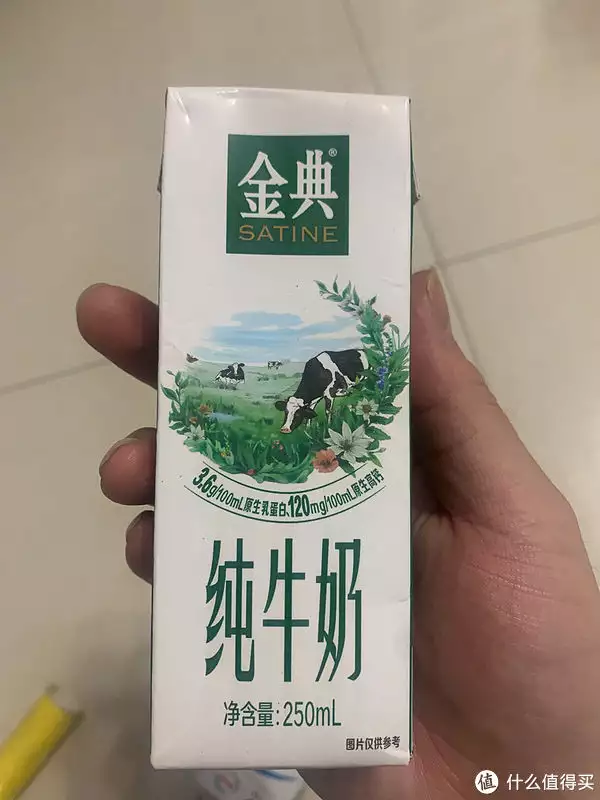 金典®
SATINE
3.6g/100mL原生乳蛋白、120mg/100mL原生高钙
纯牛奶
净含量:250mL
图片仅供参考
值 什么值得买